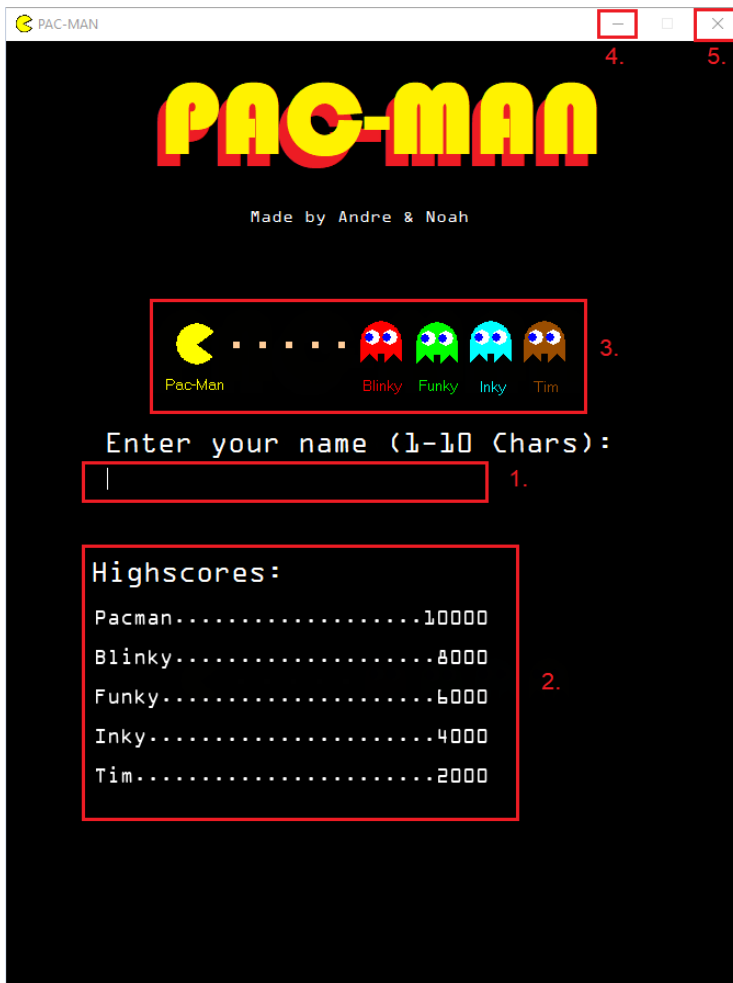 PAC-MAN
4. 5.
PAC-MAN
Made by Andre & Noah
3.
Pac-Man Blinky Funky Inky Tim
Enter your name (1-10 Chars):
1.
Highscores:
Pacman...................10000
Blinky....................8000
Funky.....................6000
2.
Inky......................4000
Tim.......................2000